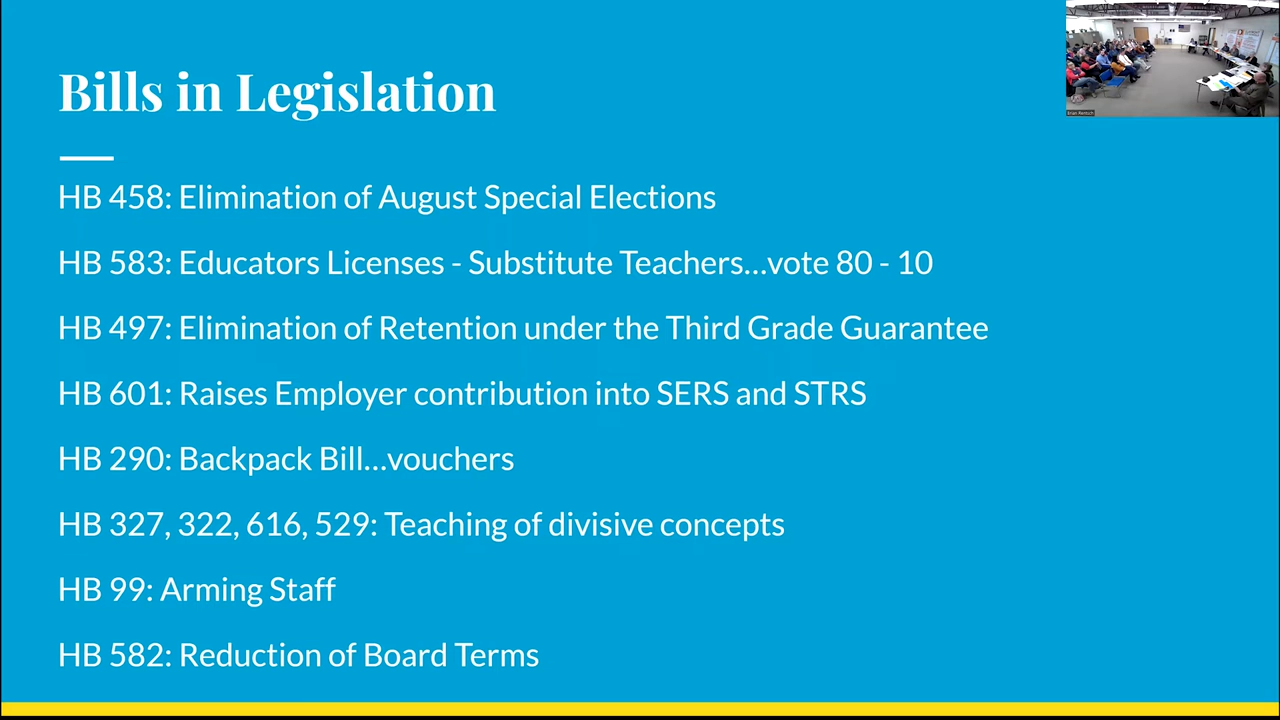 Bills in Legislation
HB 458: Elimination of August Special Elections
HB 583: Educators Licenses - Substitute Teachers...vote 80 - 10
HB 497: Elimination of Retention under the Third Grade Guarantee
HB 601: Raises Employer contribution into SERS and STRS
HB 290: Backpack Bill...vouchers
HB 327, 322, 616, 529: Teaching of divisive concepts
HB 99: Arming Staff
HB 582: Reduction of Board Terms